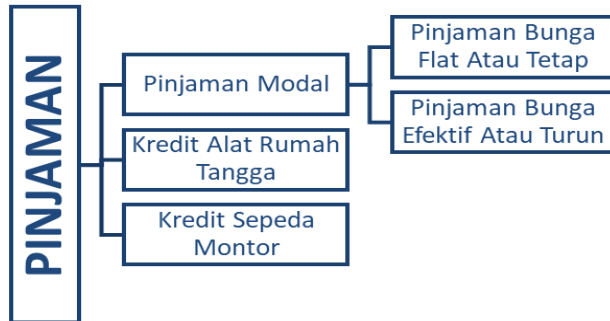 PINJAMAN
Pinjaman Modal
Pinjaman Bunga
Flat Atau Tetap
Pinjaman Bunga
Efektif Atau Turun
Kredit Alat Rumah
Tangga
Kredit Sepeda
Montor